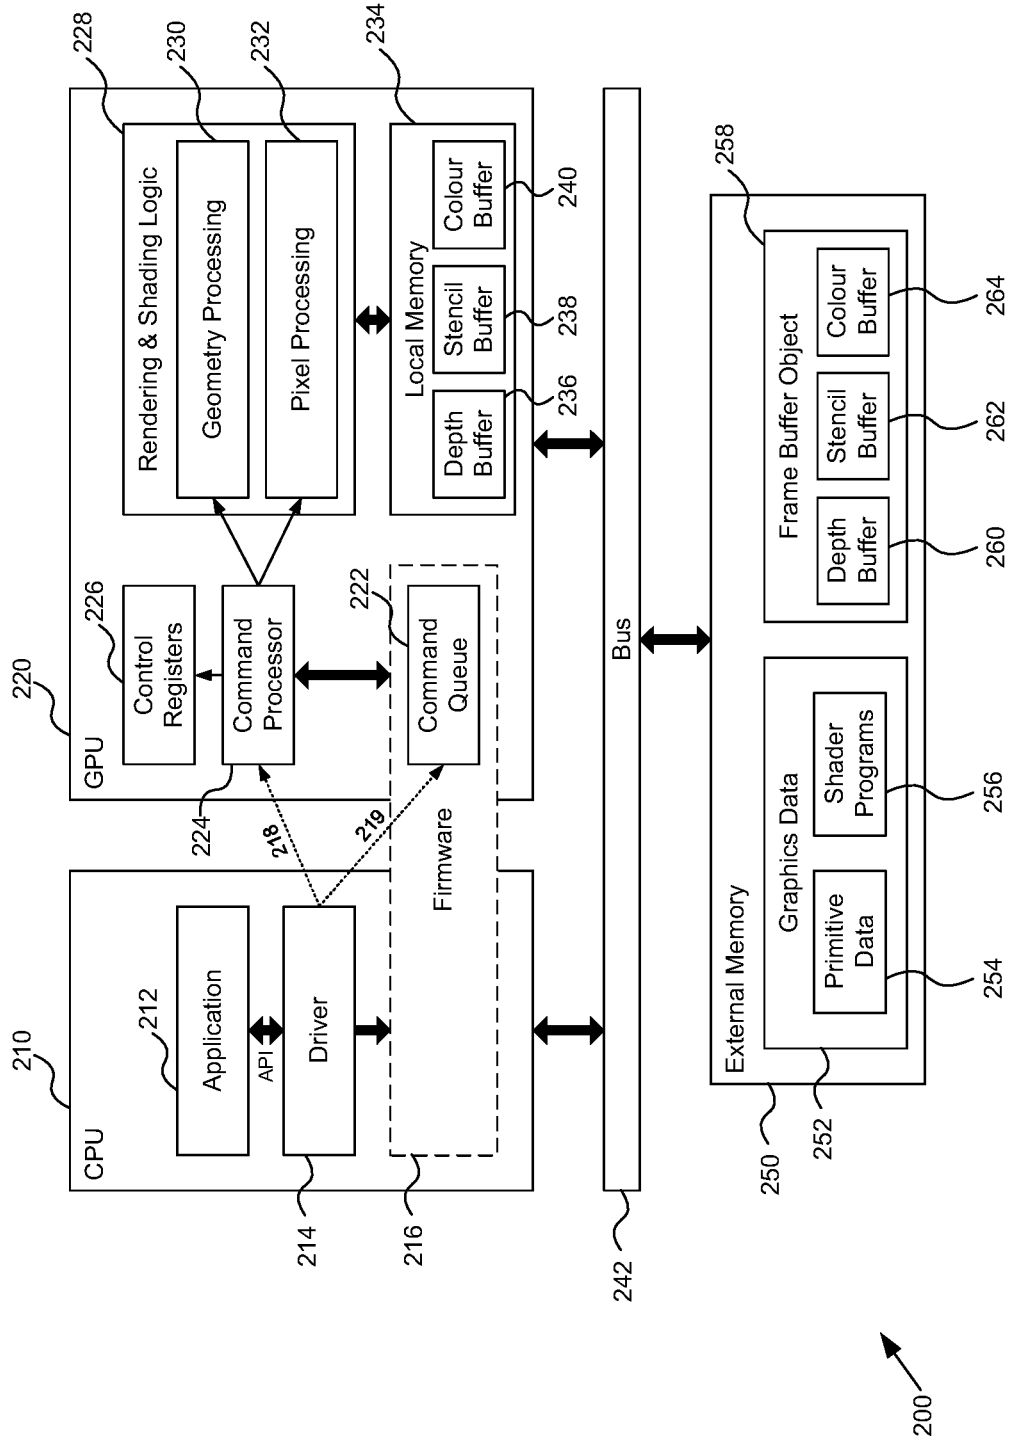 210
220
228
230
232
234
CPU
212
Application
API
Driver
214
216
Firmware
218
219
GPU
226
Control
Registers
224
Command
Processor
222
Command
Queue
Rendering & Shading Logic
Geometry Processing
Pixel Processing
Local Memory
Depth
Buffer
Stencil
Buffer
Colour
Buffer
236
238
240
Bus
242
External Memory
250
Graphics Data
252
Primitive
Data
254
Shader
Programs
256
258
Frame Buffer Object
Depth
Buffer
Stencil
Buffer
Colour
Buffer
260
262
264
200